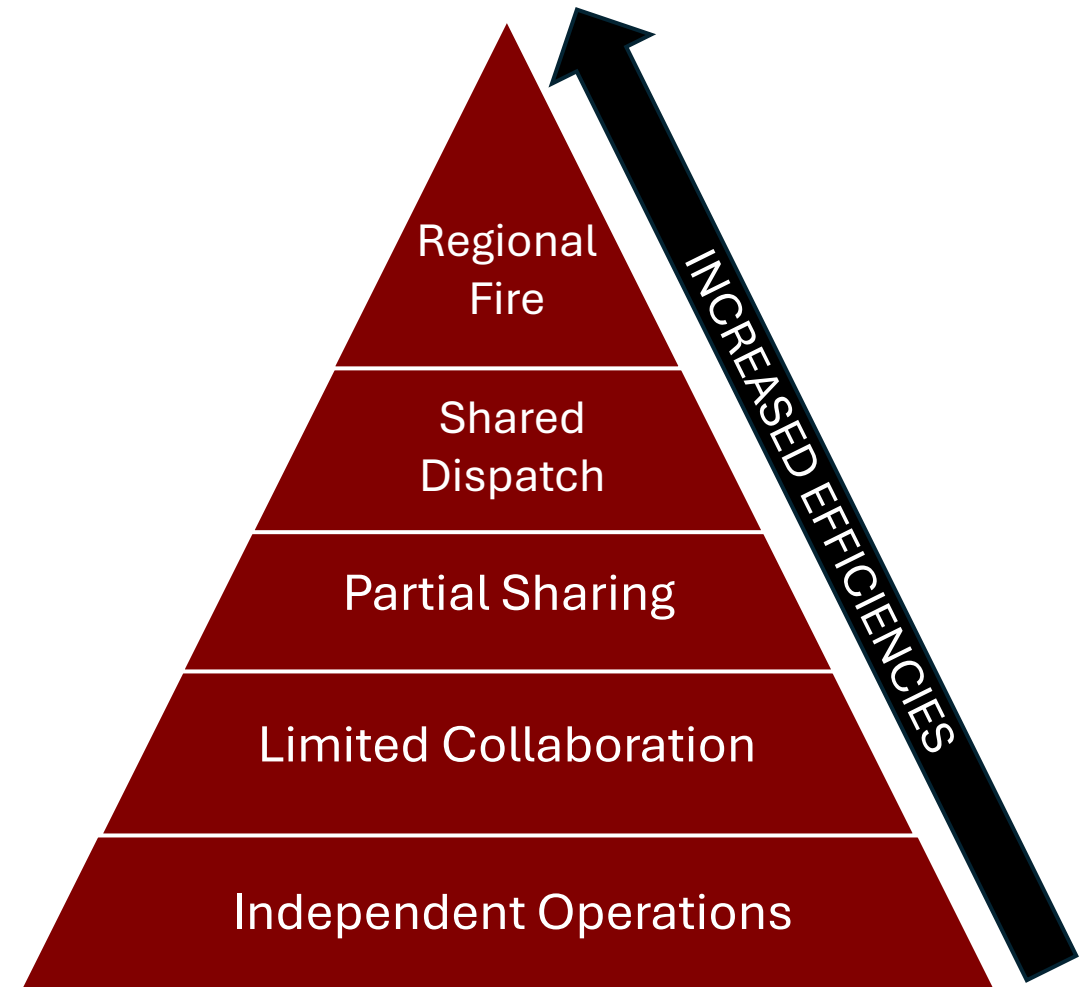 Regional
Fire
Shared
Dispatch
Partial Sharing
Limited Collaboration
Independent Operations
INCREASED EFFICIENCIES